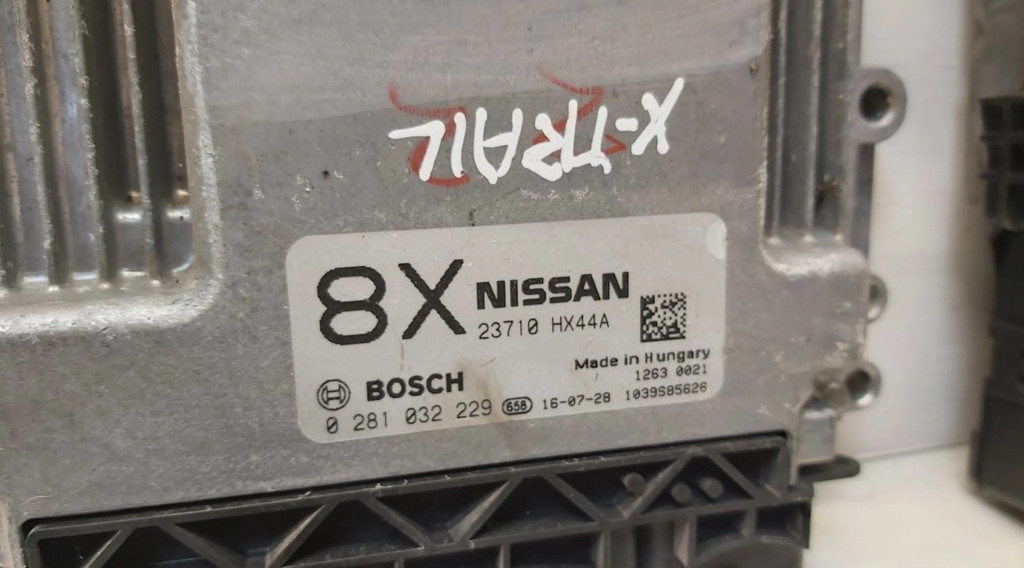 X-TRAIL
8X NISSAN
23710 HX44A
Made in Hungary
1263 0021
BOSCH
0 281 032 229 658 16-07-28 1039S85626